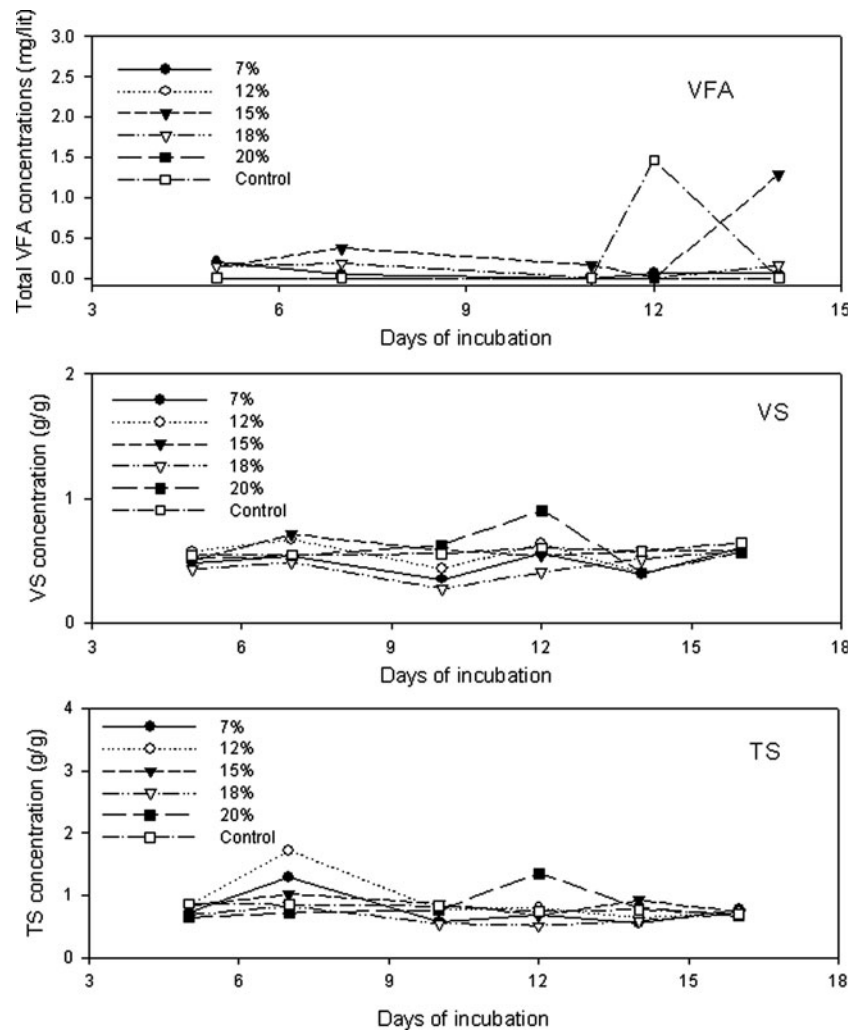 Total VFA concentrations (mg/lit)
3.0
2.5
2.0
1.5
1.0
0.5
0.0
7%
12%
15%
18%
20%
Control
VFA
3 6 9 12 15
Days of incubation
VS concentration (g/g)
2
1
0
7%
12%
15%
18%
20%
Control
VS
3 6 9 12 15 18
Days of incubation
TS concentration (g/g)
4
3
2
1
0
7%
12%
15%
18%
20%
Control
TS
3 6 9 12 15 18
Days of incubation